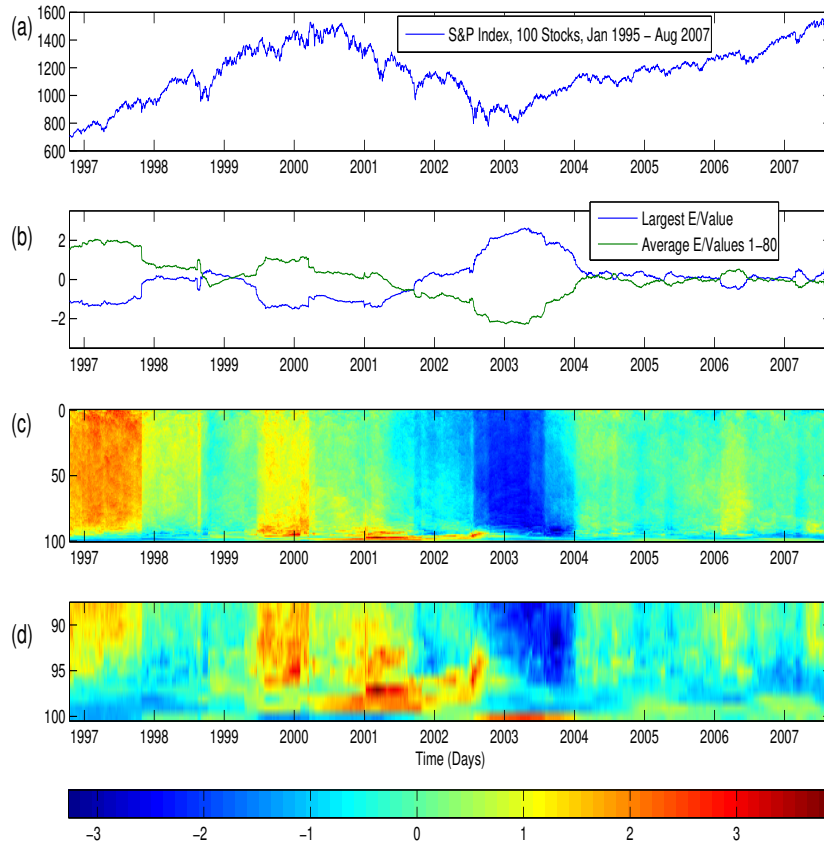 (a)
1600
1400
1200
1000
800
600
S&P Index, 100 Stocks, Jan 1995 − Aug 2007
1997 1998 1999 2000 2001 2002 2003 2004 2005 2006 2007
(b)
2
0
−2
Largest E/Value
Average E/Values 1−80
1997 1998 1999 2000 2001 2002 2003 2004 2005 2006 2007
(c)
0
50
100
1997 1998 1999 2000 2001 2002 2003 2004 2005 2006 2007
(d)
90
95
100
1997 1998 1999 2000 2001 2002 2003 2004 2005 2006 2007
Time (Days)
−3 −2 −1 0 1 2 3